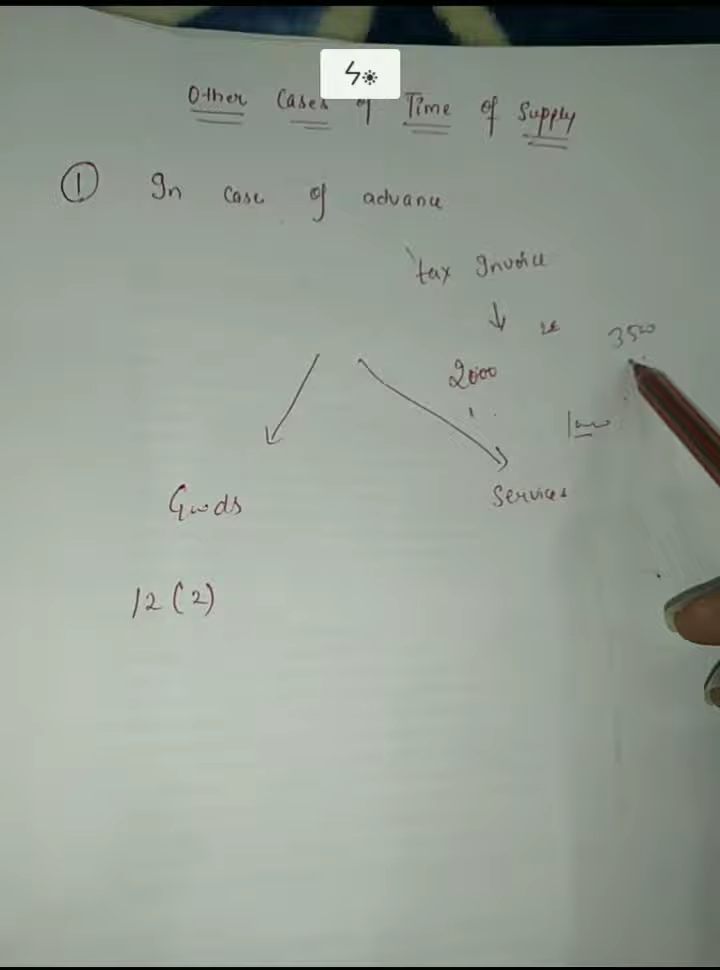 Other Cases of Time of Supply
① In case of advance
tax Invoice
3500
2000
Goods
Services
12 (2)